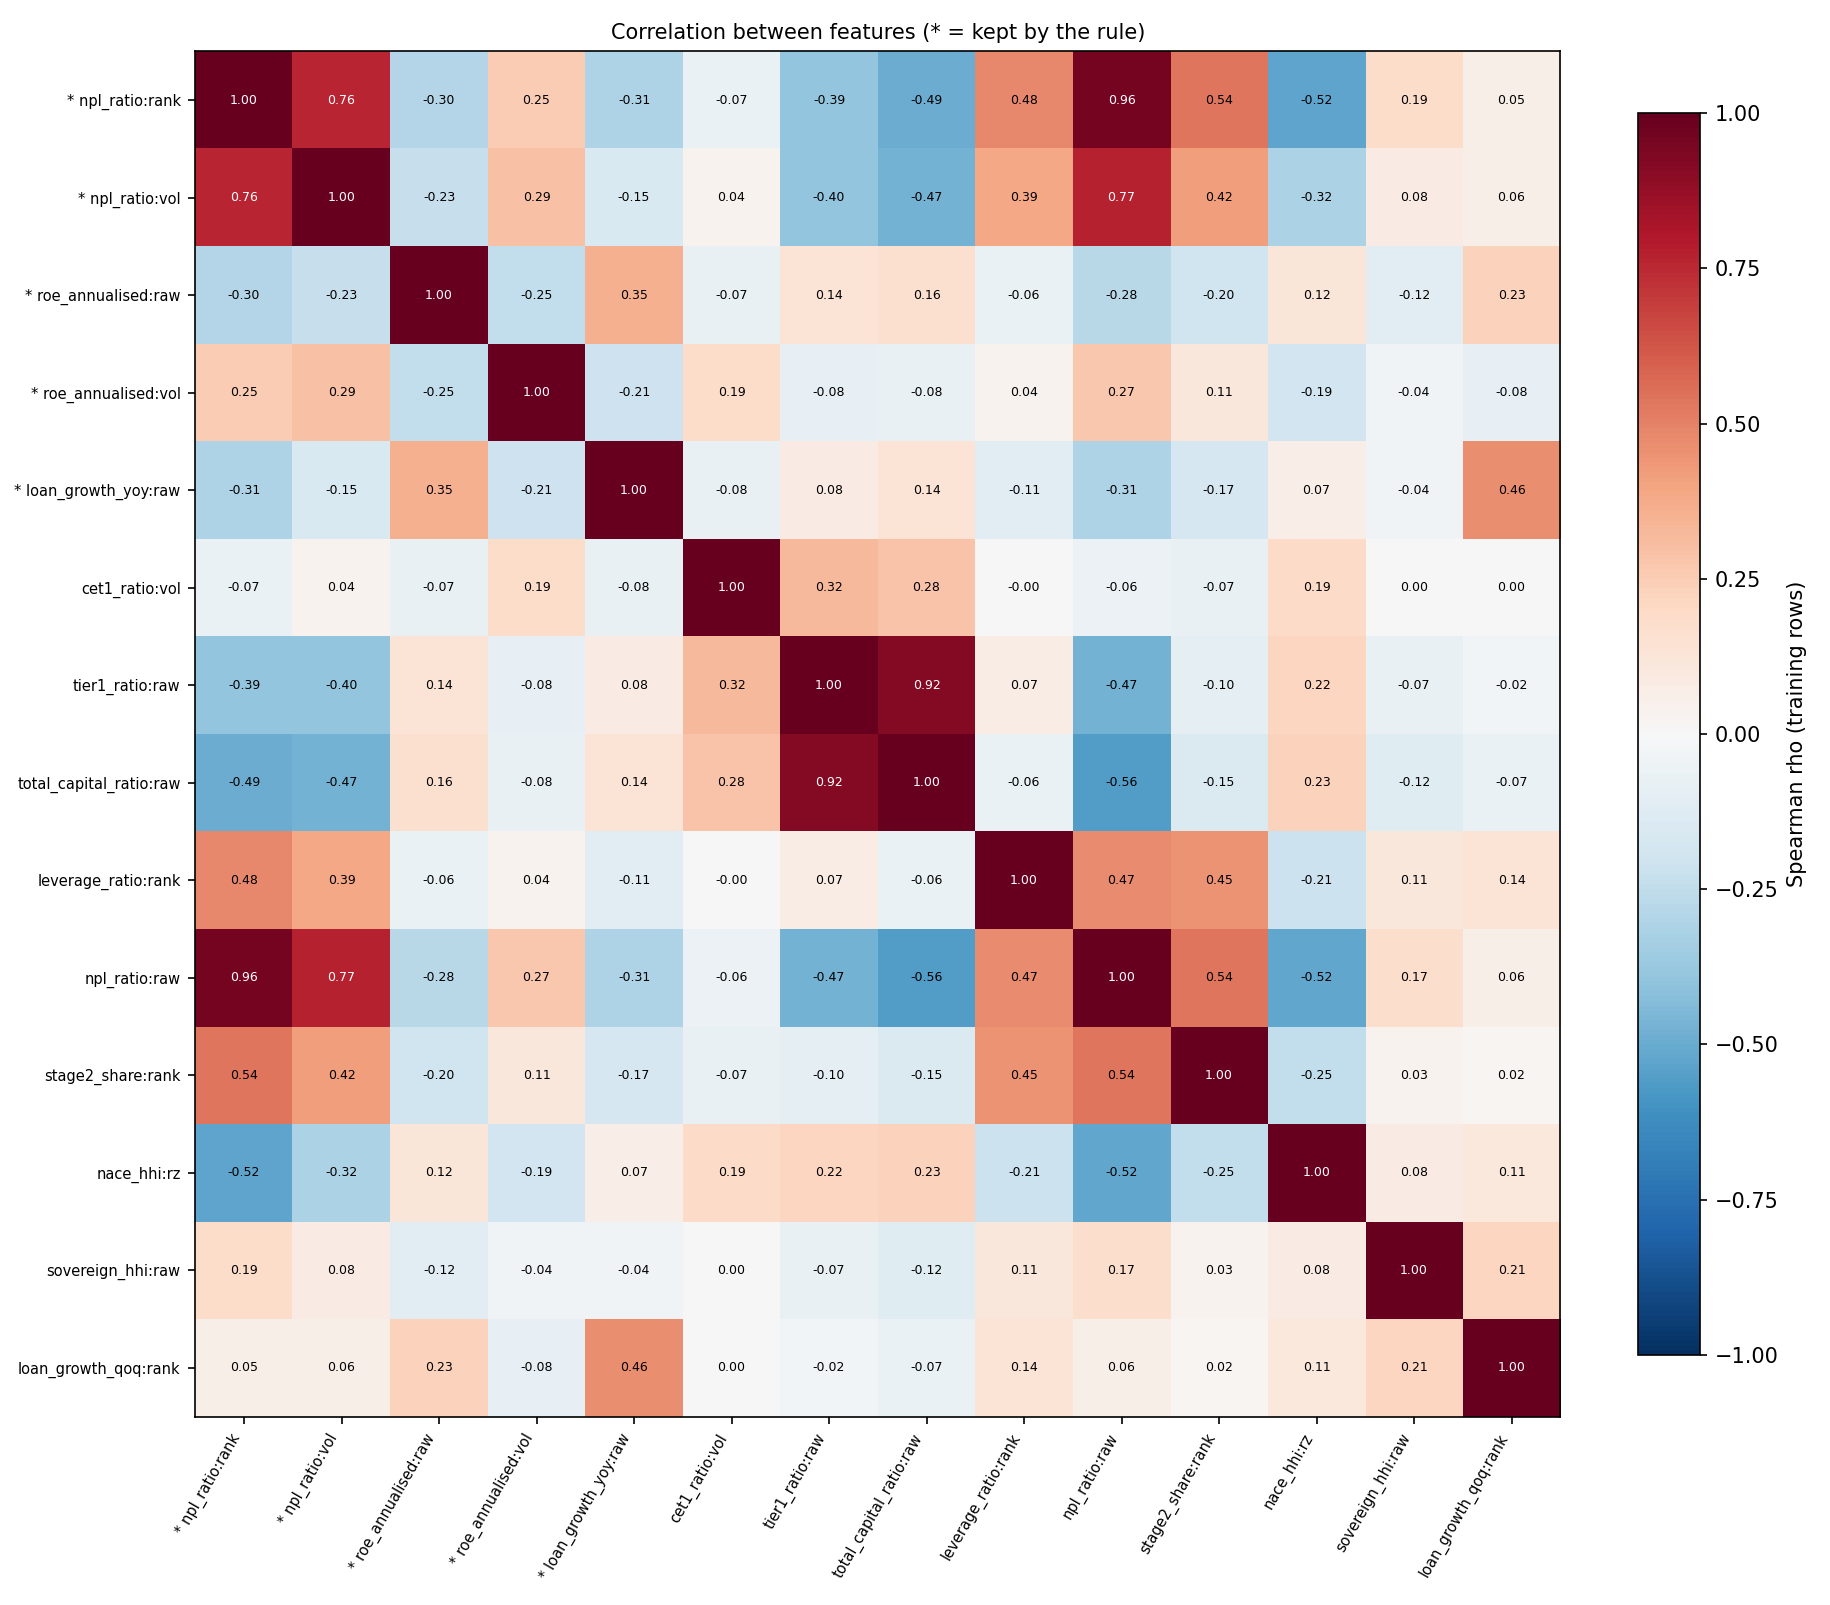 Correlation between features (* = kept by the rule)
* npl_ratio:rank 1.00 0.76 -0.30 0.25 -0.31 -0.07 -0.39 -0.49 0.48 0.96 0.54 -0.52 0.19 0.05
* npl_ratio:vol 0.76 1.00 -0.23 0.29 -0.15 0.04 -0.40 -0.47 0.39 0.77 0.42 -0.32 0.08 0.06
* roe_annualised:raw -0.30 -0.23 1.00 -0.25 0.35 -0.07 0.14 0.16 -0.06 -0.28 -0.20 0.12 -0.12 0.23
* roe_annualised:vol 0.25 0.29 -0.25 1.00 -0.21 0.19 -0.08 -0.08 0.04 0.27 0.11 -0.19 -0.04 -0.08
* loan_growth_yoy:raw -0.31 -0.15 0.35 -0.21 1.00 -0.08 0.08 0.14 -0.11 -0.31 -0.17 0.07 -0.04 0.46
cet1_ratio:vol -0.07 0.04 -0.07 0.19 -0.08 1.00 0.32 0.28 -0.00 -0.06 -0.07 0.19 0.00 0.00
tier1_ratio:raw -0.39 -0.40 0.14 -0.08 0.08 0.32 1.00 0.92 0.07 -0.47 -0.10 0.22 -0.07 -0.02
total_capital_ratio:raw -0.49 -0.47 0.16 -0.08 0.14 0.28 0.92 1.00 -0.06 -0.56 -0.15 0.23 -0.12 -0.07
leverage_ratio:rank 0.48 0.39 -0.06 0.04 -0.11 -0.00 0.07 -0.06 1.00 0.47 0.45 -0.21 0.11 0.14
npl_ratio:raw 0.96 0.77 -0.28 0.27 -0.31 -0.06 -0.47 -0.56 0.47 1.00 0.54 -0.52 0.17 0.06
stage2_share:rank 0.54 0.42 -0.20 0.11 -0.17 -0.07 -0.10 -0.15 0.45 0.54 1.00 -0.25 0.03 0.02
nace_hhi:rz -0.52 -0.32 0.12 -0.19 0.07 0.19 0.22 0.23 -0.21 -0.52 -0.25 1.00 0.08 0.11
sovereign_hhi:raw 0.19 0.08 -0.12 -0.04 -0.04 0.00 -0.07 -0.12 0.11 0.17 0.03 0.08 1.00 0.21
loan_growth_qoq:rank 0.05 0.06 0.23 -0.08 0.46 0.00 -0.02 -0.07 0.14 0.06 0.02 0.11 0.21 1.00
* npl_ratio:rank
* npl_ratio:vol
* roe_annualised:raw
* roe_annualised:vol
* loan_growth_yoy:raw
cet1_ratio:vol
tier1_ratio:raw
total_capital_ratio:raw
leverage_ratio:rank
npl_ratio:raw
stage2_share:rank
nace_hhi:rz
sovereign_hhi:raw
loan_growth_qoq:rank
1.00
0.75
0.50
0.25
0.00
−0.25
−0.50
−0.75
−1.00
Spearman rho (training rows)